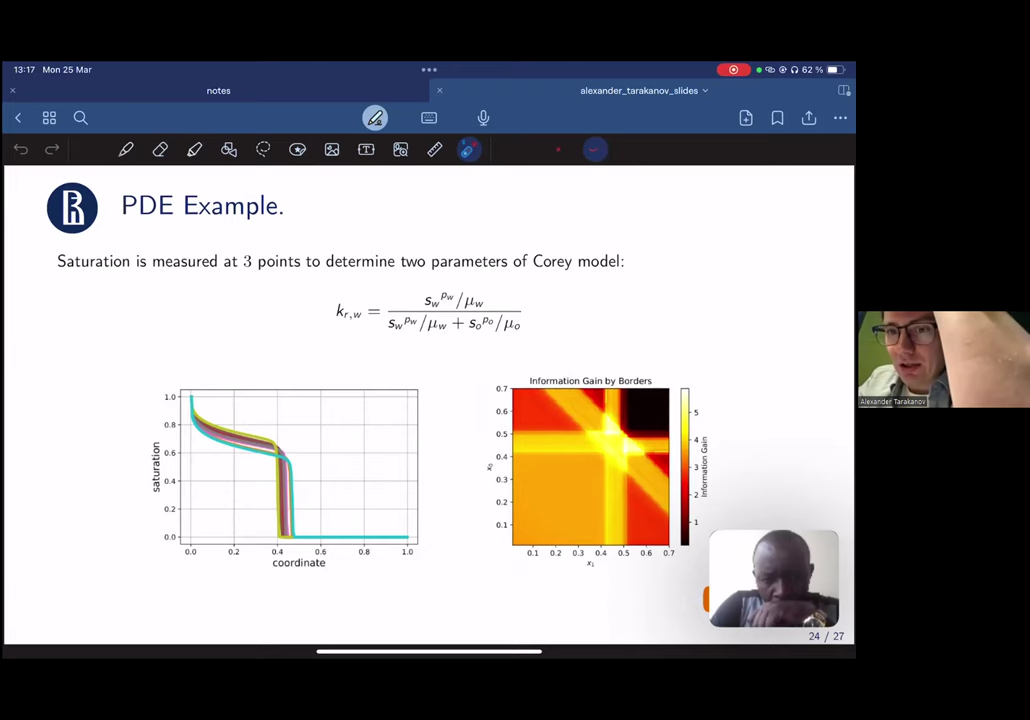 13:17 Mon 25 Mar
62 %
notes
alexander_tarakanov_slides
PDE Example.
Saturation is measured at 3 points to determine two parameters of Corey model:
k_{r,w} = \frac{s_w^{p_w}/μ_w}{s_w^{p_w}/μ_w + s_o^{p_o}/μ_o}
1.0
0.8
0.6
0.4
0.2
0.0
saturation
0.0 0.2 0.4 0.6 0.8 1.0
coordinate
Information Gain by Borders
0.7
0.6
0.5
0.4
0.3
0.2
0.1
0.1 0.2 0.3 0.4 0.5 0.6 0.7
x_1
5
4
3
2
1
Information Gain
Alexander Tarakanov
24 / 27